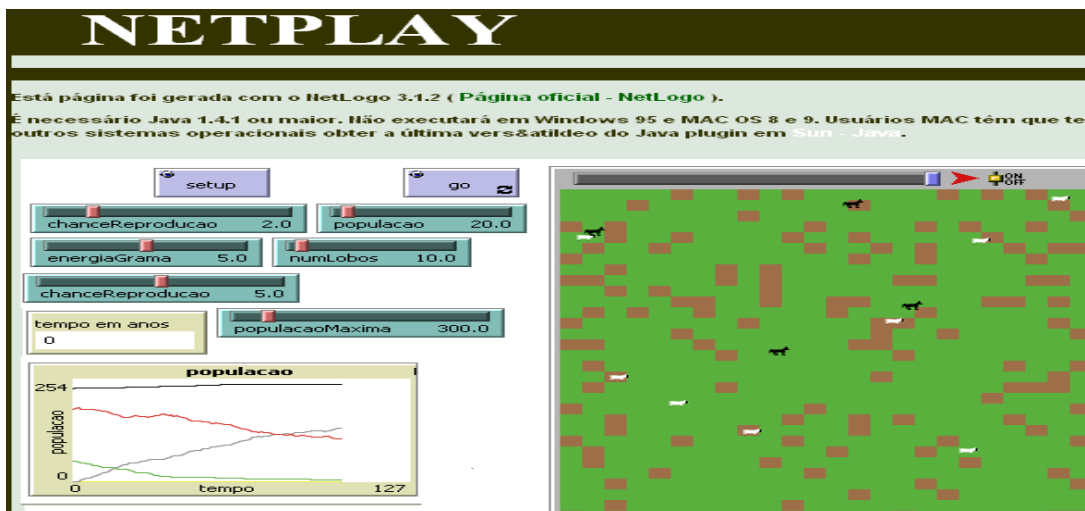 NETPLAY
Está página foi gerada com o NetLogo 3.1.2 ( Página oficial - NetLogo ).
É necessário Java 1.4.1 ou maior. Não executará em Windows 95 e MAC OS 8 e 9. Usuários MAC têm que te
outros sistemas operacionais obter a última vers&atildeo do Java plugin em Sun - Java.
setup
go
ON
OFF
chanceReproducao 2.0
populacao 20.0
energiaGrama 5.0
numLobos 10.0
chanceReproducao 5.0
tempo em anos
0
populacaoMaxima 300.0
populacao
254
populacao
0
0 tempo 127